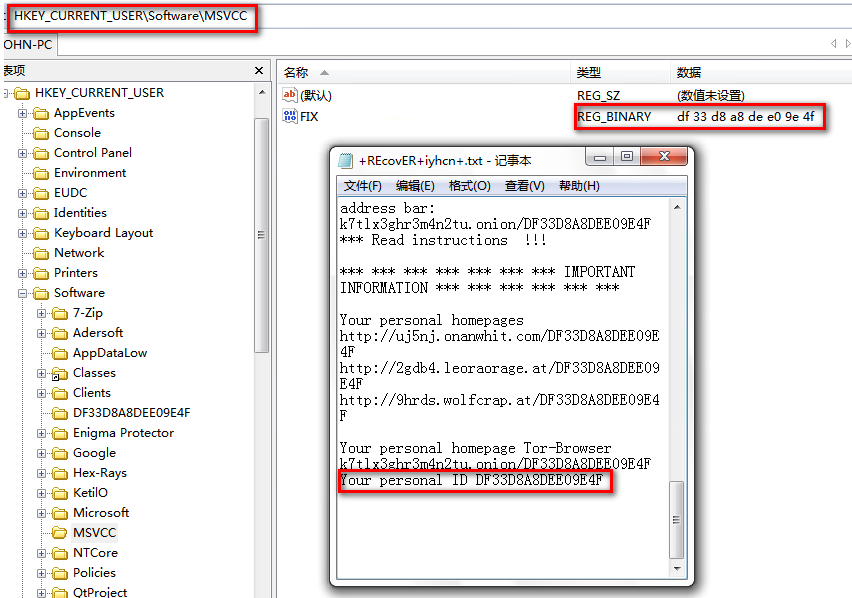 HKEY_CURRENT_USER\Software\MSVCC
OHN-PC
表项
HKEY_CURRENT_USER
AppEvents
Console
Control Panel
Environment
EUDC
Identities
Keyboard Layout
Network
Printers
Software
7-Zip
Adersoft
AppDataLow
Classes
Clients
DF33D8A8DEE09E4F
Enigma Protector
Google
Hex-Rays
KetilO
Microsoft
MSVCC
NTCore
Policies
QtProject
名称 类型 数据
(默认) REG_SZ (数值未设置)
FIX REG_BINARY df 33 d8 a8 de e0 9e 4f
+REcovER+iyhcn+.txt - 记事本
文件(F) 编辑(E) 格式(O) 查看(V) 帮助(H)
address bar:
k7tlx3ghr3m4n2tu.onion/DF33D8A8DEE09E4F
*** Read instructions  !!!
*** *** *** *** *** *** *** IMPORTANT
INFORMATION *** *** *** *** *** ***
Your personal homepages
http://uj5nj.onanwhit.com/DF33D8A8DEE09E
4F
http://2gdb4.leoraorage.at/DF33D8A8DEE09
E4F
http://9hrds.wolfcrap.at/DF33D8A8DEE09E4
F
Your personal homepage Tor-Browser
k7tlx3ghr3m4n2tu.onion/DF33D8A8DEE09E4F
Your personal ID DF33D8A8DEE09E4F